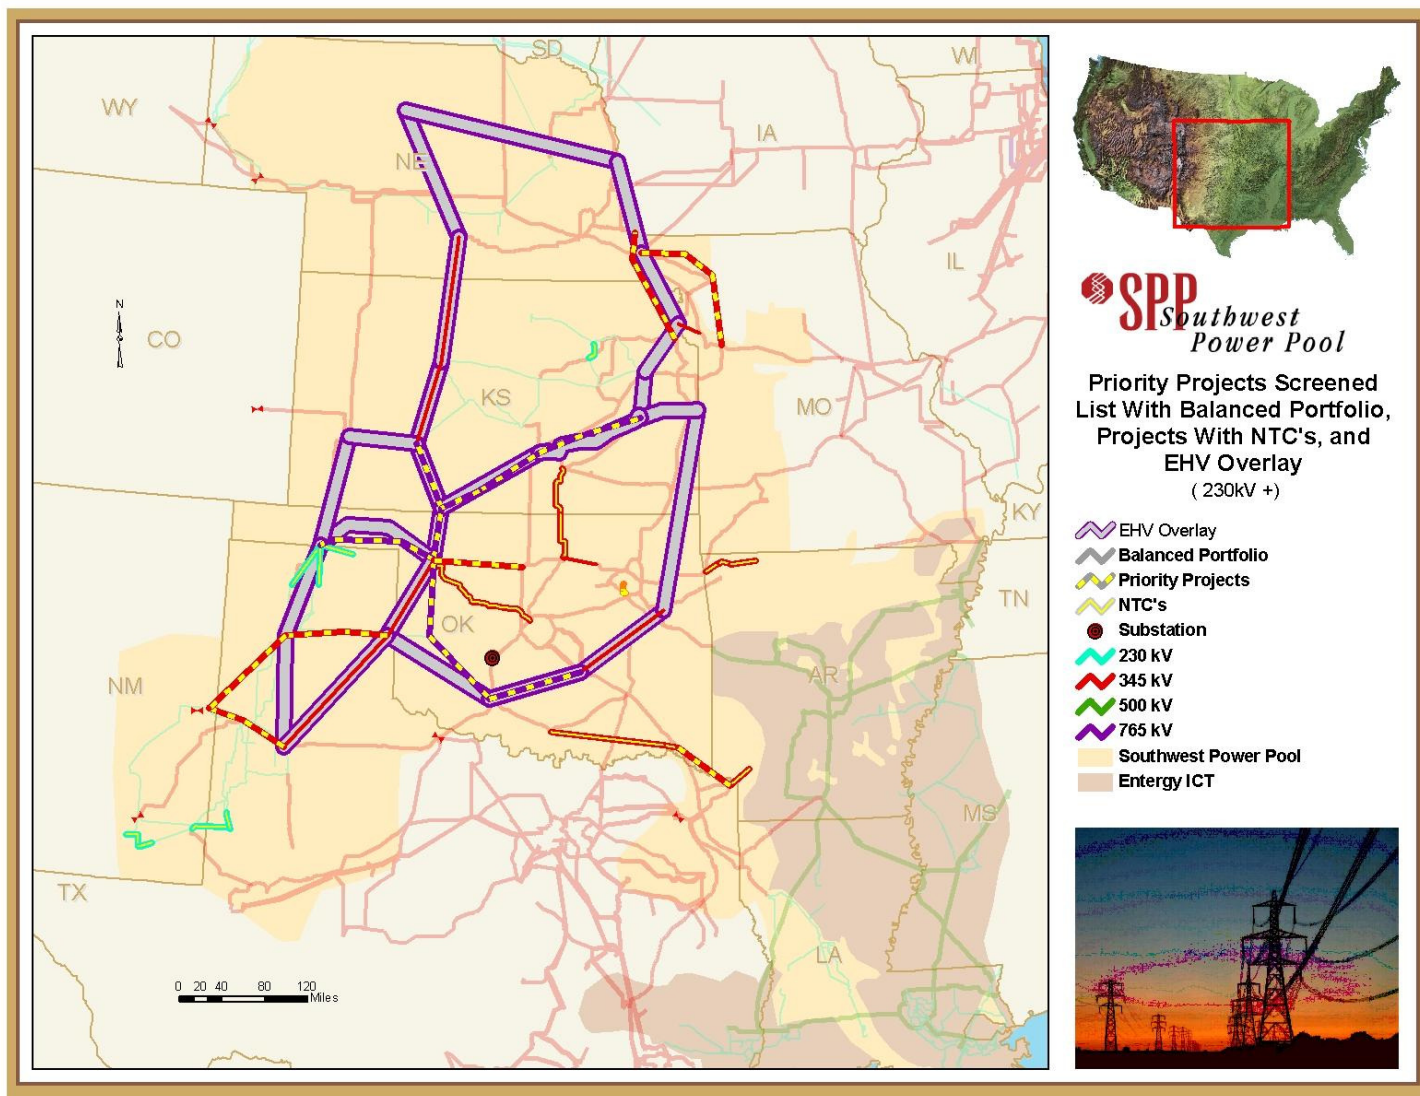 SD
WI
WY
IA
NE
IL
CO
KS
MO
KY
OK
TN
NM
AR
MS
TX
LA
N
0 20 40 80 120
Miles
SPP
Southwest
Power Pool
Priority Projects Screened
List With Balanced Portfolio,
Projects With NTC's, and
EHV Overlay
( 230kV +)
EHV Overlay
Balanced Portfolio
Priority Projects
NTC's
Substation
230 kV
345 kV
500 kV
765 kV
Southwest Power Pool
Entergy ICT